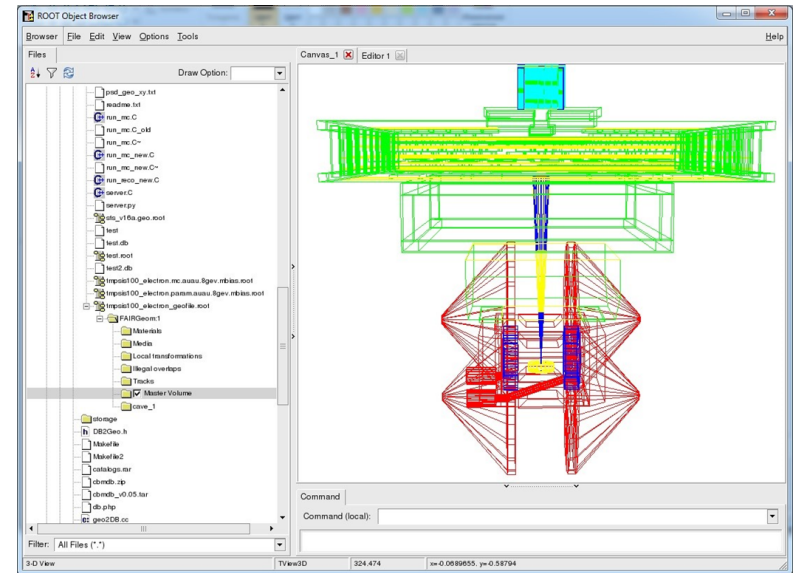 ROOT Object Browser
Browser File Edit View Options Tools Help
Files
Canvas_1 Editor 1
Draw Option:
psd_geo_xy.txt
readme.txt
run_mc.C
run_mc.C_old
run_mc.C~
run_mc_new.C
run_mc_new.C~
run_reco_new.C
server.C
server.py
sts_v16a.geo.root
test
test.db
test.root
test2.db
tmpsis100_electron.mc.auau.8gev.mbias.root
tmpsis100_electron.param.auau.8gev.mbias.root
tmpsis100_electron_geofile.root
FAIRGeom;1
Materials
Media
Local transformations
Illegal overlaps
Tracks
Master Volume
cave_1
storage
DB2Geo.h
Makefile
Makefile2
catalogs.rar
cbmdb.zip
cbmdb_v0.05.tar
db.php
geo2DB.cc
Filter: All Files (*.*)
Command
Command (local):
3-D View TView3D 324.474 x=-0.0689655, y=-0.58794